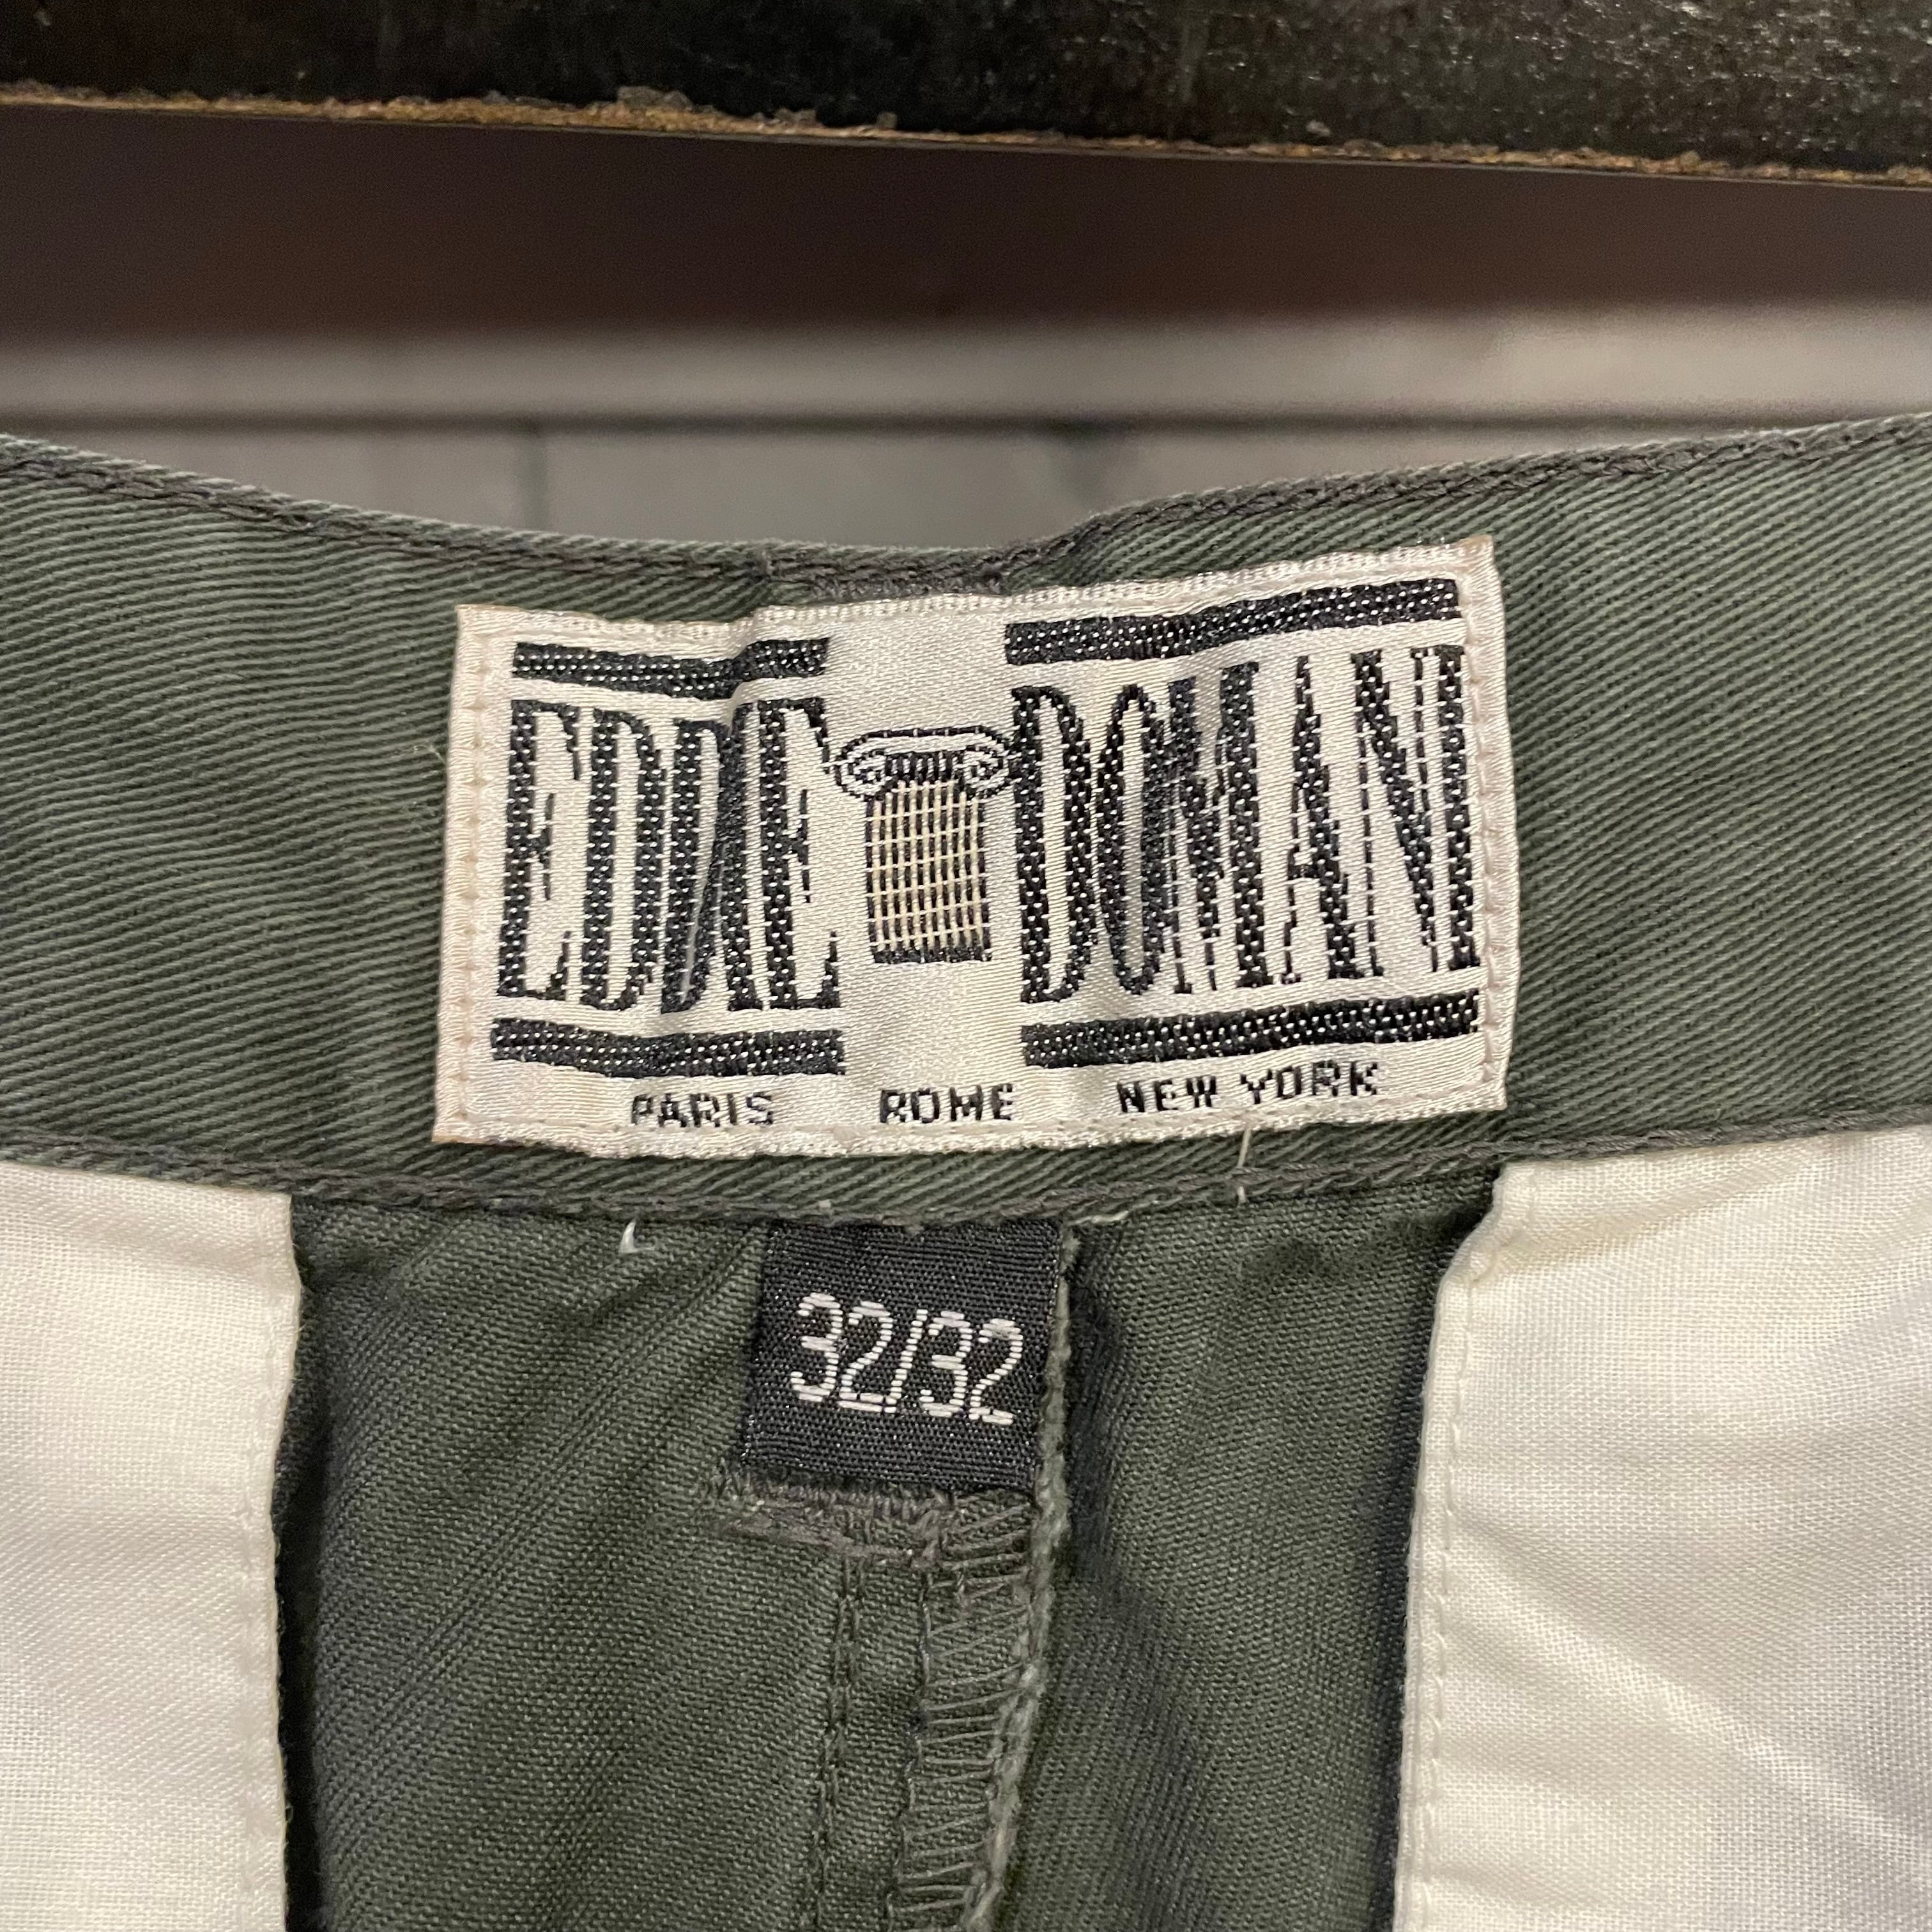 EDDIE DOMANI
PARIS ROME NEW YORK
32/32